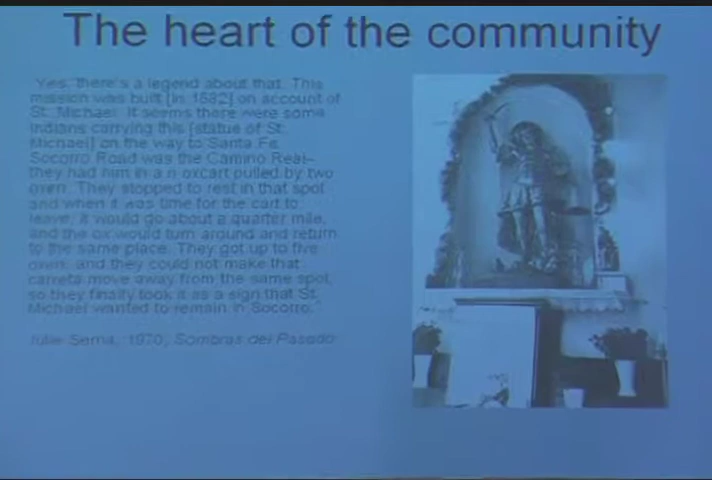 The heart of the community
"Yes, there's a legend about that. This
mission was built [in 1682] on account of
St. Michael. It seems there were some
Indians carrying this [statue of St.
Michael] on the way to Santa Fe.
Socorro Road was the Camino Real–
they had him in a n oxcart pulled by two
oxen. They stopped to rest in that spot
and when it was time for the cart to
leave, it would go about a quarter mile,
and the ox would turn around and return
to the same place. They got up to five
oxen, and they could not make that
carreta move away from the same spot,
so they finally took it as a sign that St.
Michael wanted to remain in Socorro."
Julie Serna, 1970, Sombras del Pasado